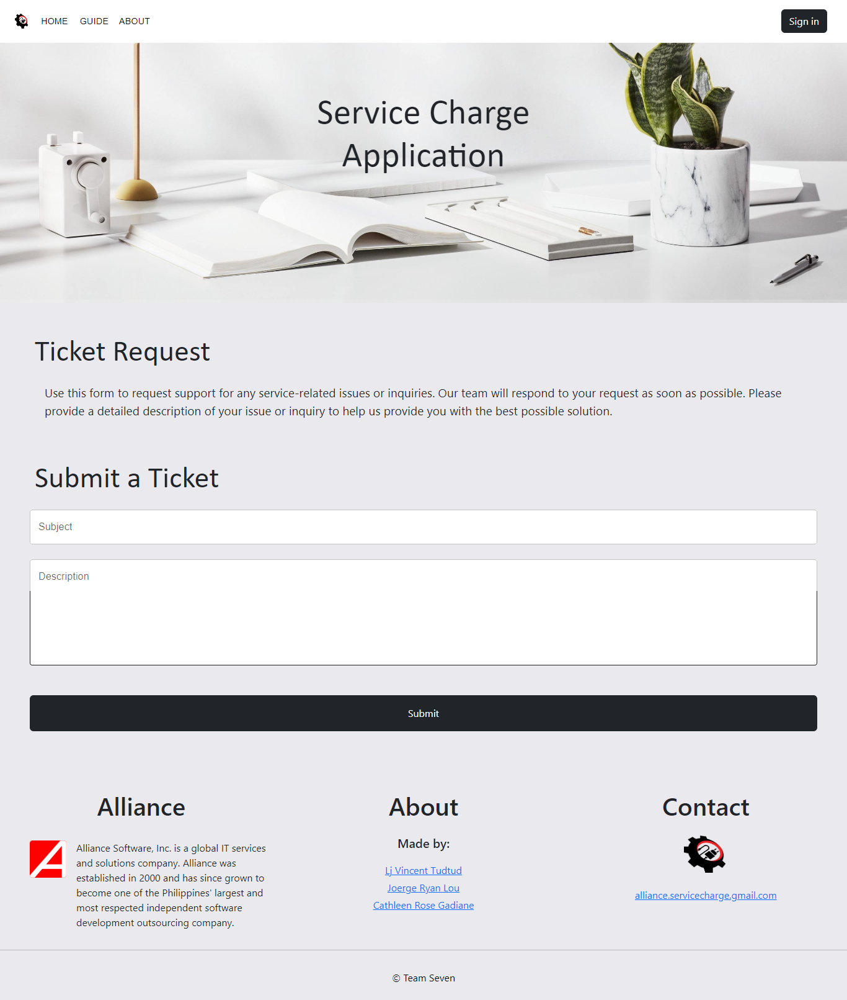 HOME GUIDE ABOUT
Sign in
Service Charge
Application
Ticket Request
Use this form to request support for any service-related issues or inquiries. Our team will respond to your request as soon as possible. Please
provide a detailed description of your issue or inquiry to help us provide you with the best possible solution.
Submit a Ticket
Subject
Description
Submit
Alliance
Alliance Software, Inc. is a global IT services
and solutions company. Alliance was
established in 2000 and has since grown to
become one of the Philippines' largest and
most respected independent software
development outsourcing company.
About
Made by:
Lj Vincent Tudtud
Joerge Ryan Lou
Cathleen Rose Gadiane
Contact
alliance.servicecharge.gmail.com
© Team Seven